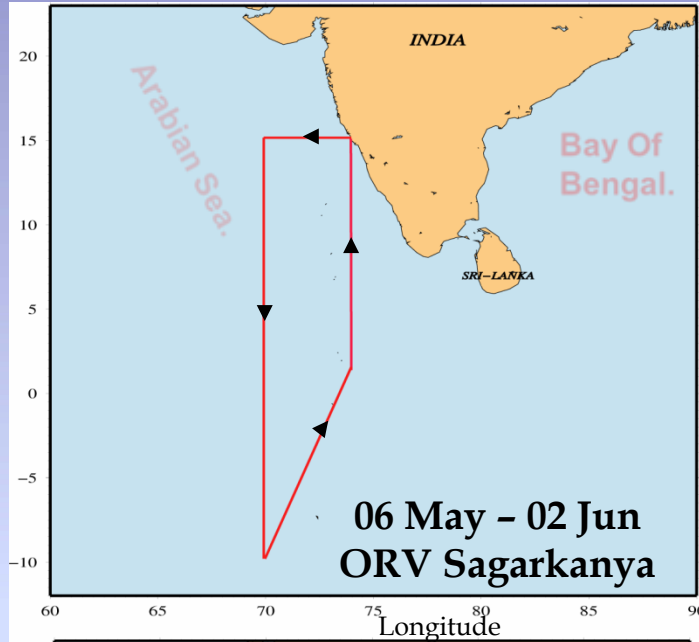 20
15
10
5
0
−5
−10
INDIA
Arabian Sea.
Bay Of
Bengal.
SRI−LANKA
06 May – 02 Jun
ORV Sagarkanya
60 65 70 75 80 85 90
Longitude